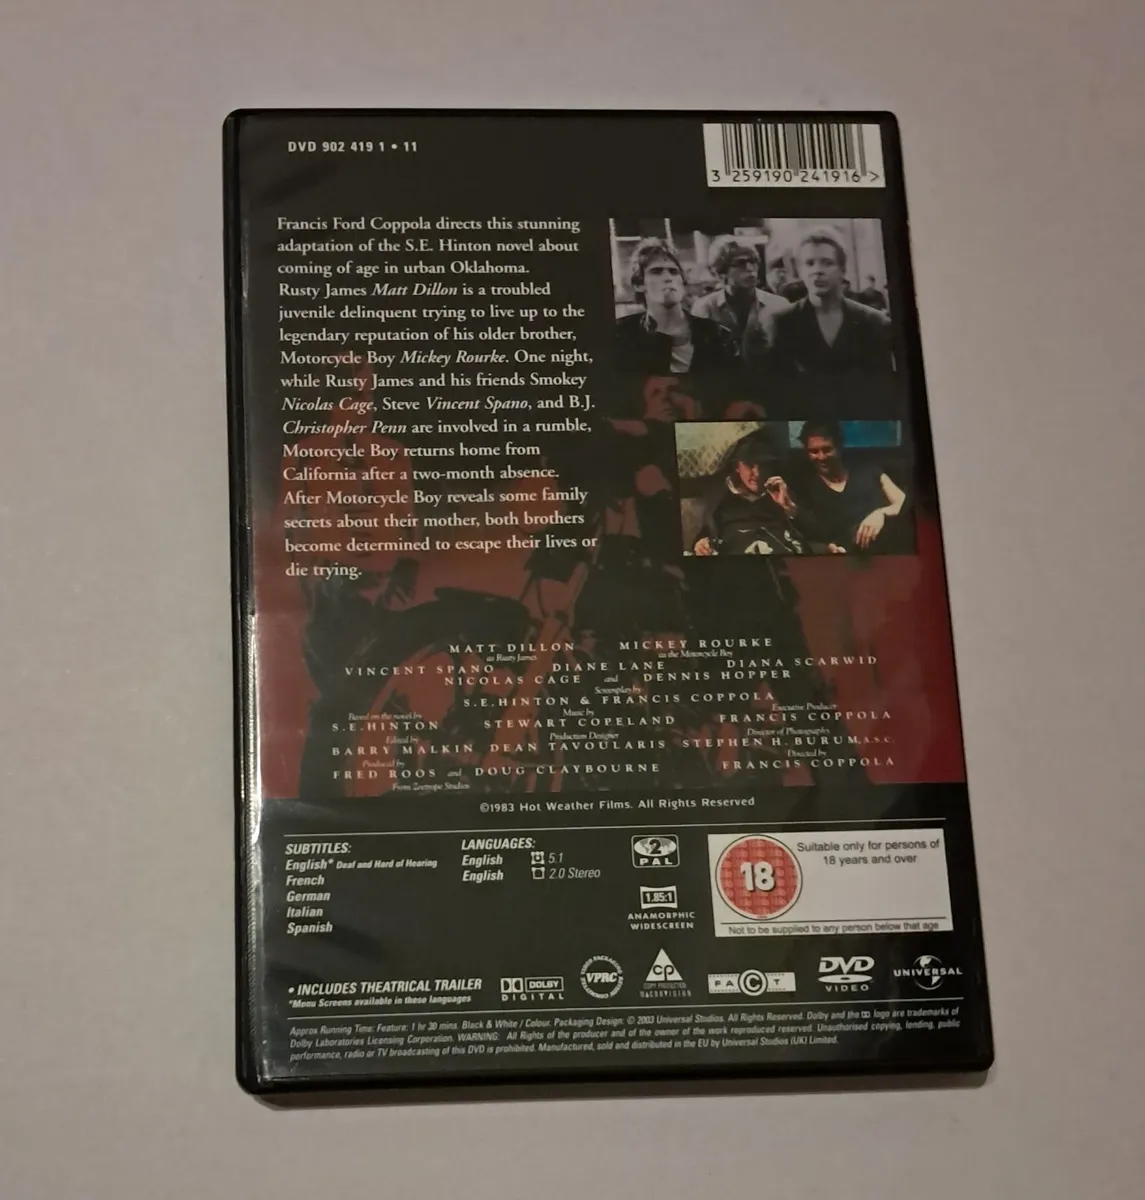 DVD 902 419 1 • 11
3 259190 241916 >
Francis Ford Coppola directs this stunning
adaptation of the S.E. Hinton novel about
coming of age in urban Oklahoma.
Rusty James Matt Dillon is a troubled
juvenile delinquent trying to live up to the
legendary reputation of his older brother,
Motorcycle Boy Mickey Rourke. One night,
while Rusty James and his friends Smokey
Nicolas Cage, Steve Vincent Spano, and B.J.
Christopher Penn are involved in a rumble,
Motorcycle Boy returns home from
California after a two-month absence.
After Motorcycle Boy reveals some family
secrets about their mother, both brothers
become determined to escape their lives or
die trying.
MATT DILLON MICKEY ROURKE
as Rusty James as the Motorcycle Boy
VINCENT SPANO DIANE LANE DIANA SCARWID
NICOLAS CAGE and DENNIS HOPPER
Screenplay by
S.E.HINTON & FRANCIS COPPOLA
Based on the novel by Music by Executive Producer
S.E.HINTON STEWART COPELAND FRANCIS COPPOLA
Edited by Production Designer Director of Photography
BARRY MALKIN DEAN TAVOULARIS STEPHEN H. BURUM, A.S.C.
Produced by Directed by
FRED ROOS and DOUG CLAYBOURNE FRANCIS COPPOLA
From Zoetrope Studios
©1983 Hot Weather Films. All Rights Reserved
SUBTITLES:
English* Deaf and Hard of Hearing
French
German
Italian
Spanish
LANGUAGES:
English 5.1
English 2.0 Stereo
2
PAL
1.85:1
ANAMORPHIC
WIDESCREEN
18
Suitable only for persons of
18 years and over
Not to be supplied to any person below that age
• INCLUDES THEATRICAL TRAILER
*Menu Screens available in these languages
DOLBY
DIGITAL
VIDEO PACKAGING REVIEW COMMITTEE
VPRC
CP
COPY PROTECTION
MACROVISION
FACT
DVD
VIDEO
UNIVERSAL
Approx Running Time: Feature: 1 hr 30 mins. Black & White / Colour. Packaging Design: © 2003 Universal Studios. All Rights Reserved. Dolby and the logo are trademarks of
Dolby Laboratories Licensing Corporation. WARNING: All Rights of the producer and of the owner of the work reproduced reserved. Unauthorised copying, lending, public
performance, radio or TV broadcasting of this DVD is prohibited. Manufactured, sold and distributed in the EU by Universal Studios (UK) Limited.